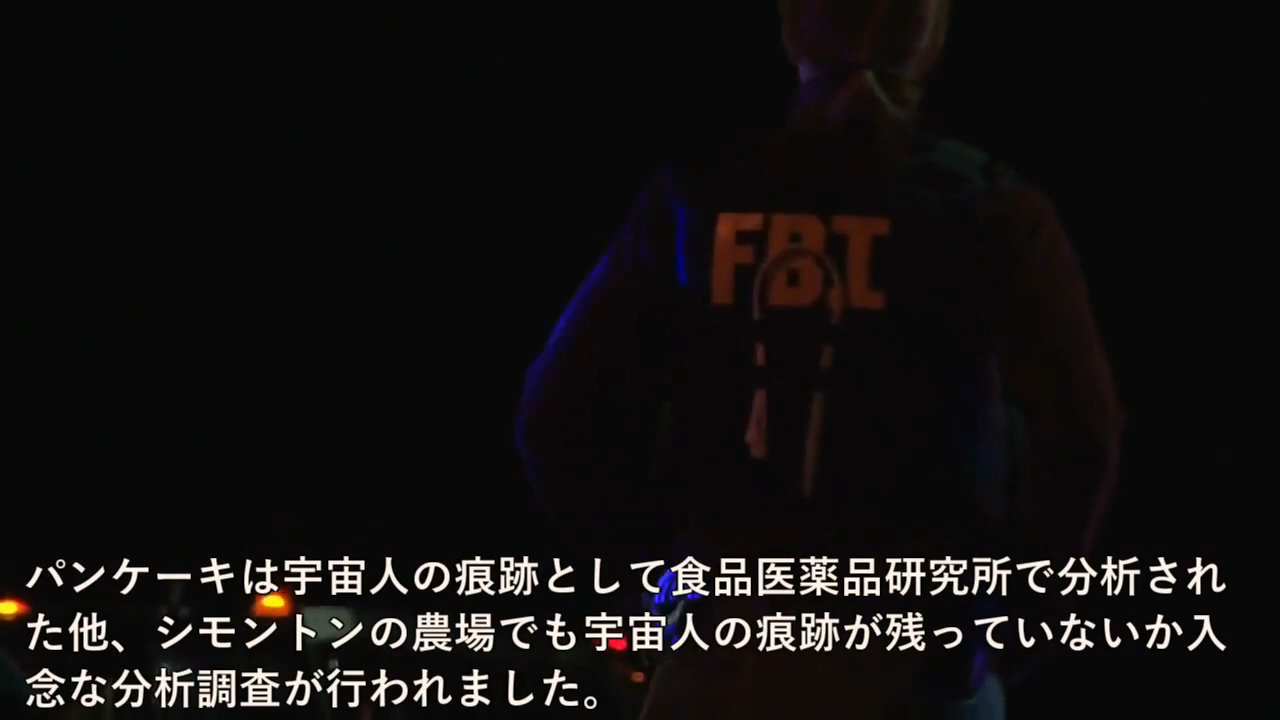 FBI
パンケーキは宇宙人の痕跡として食品医薬品研究所で分析され
た他、シモントンの農場でも宇宙人の痕跡が残っていないか入
念な分析調査が行われました。